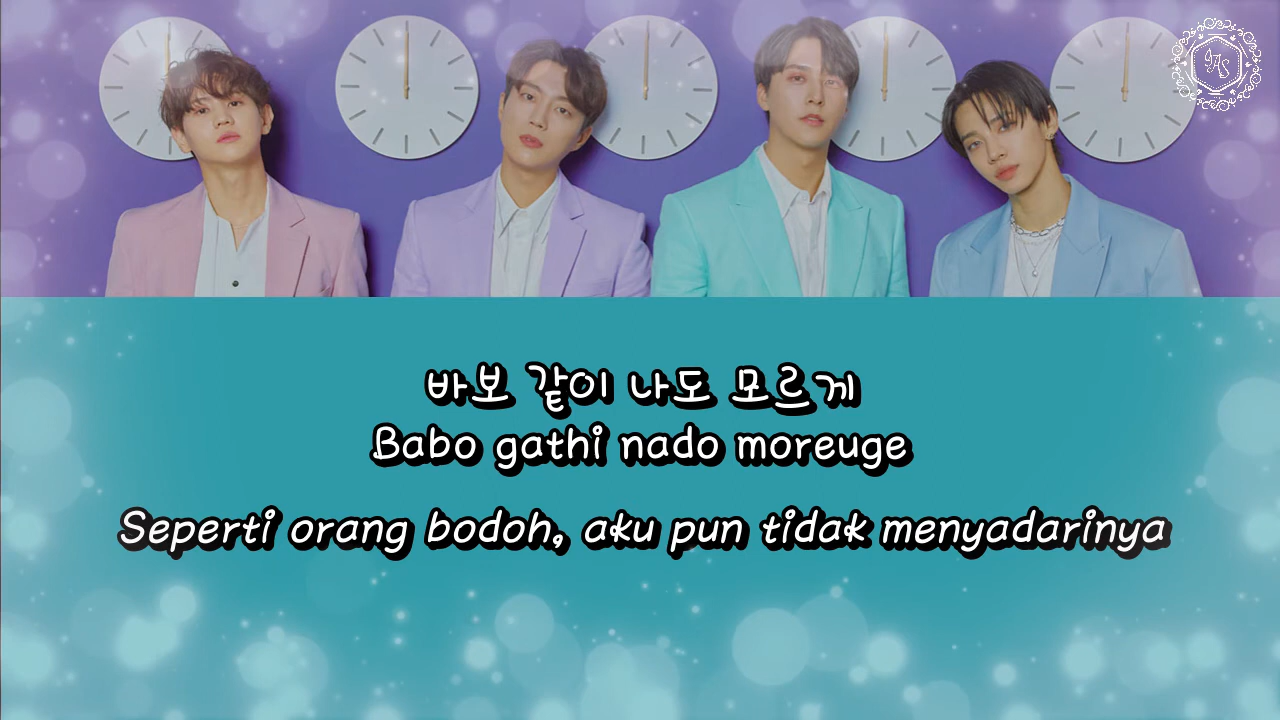 바보 같이 나도 모르게
Babo gathi nado moreuge
Seperti orang bodoh, aku pun tidak menyadarinya